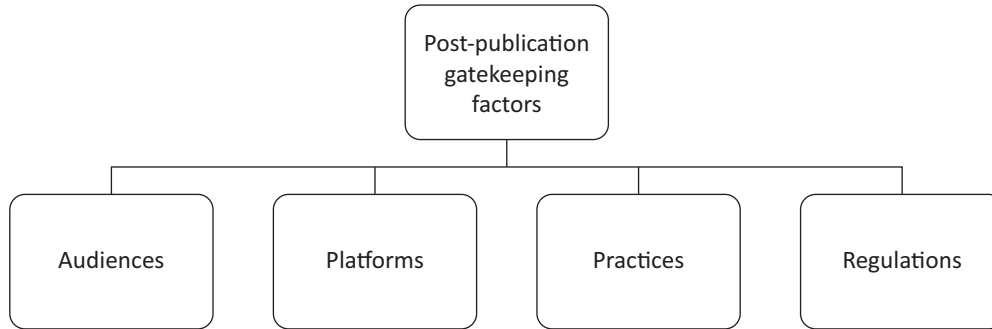 Post-publication
gatekeeping
factors
Audiences
Platforms
Practices
Regulations